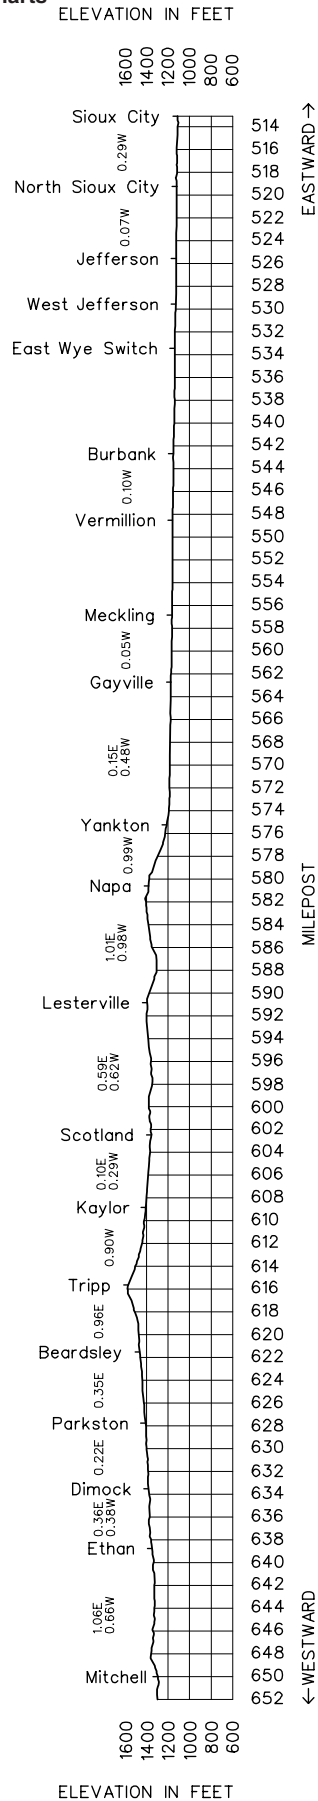 ELEVATION IN FEET
1600 1400 1200 1000 800 600
Sioux City
514
EASTWARD →
0.29W
516
518
North Sioux City
520
0.07W
522
524
Jefferson
526
528
West Jefferson
530
532
East Wye Switch
534
536
538
540
542
Burbank
544
0.10W
546
548
Vermillion
550
552
554
556
Meckling
558
0.05W
560
562
Gayville
564
566
568
0.15E
0.48W
570
572
574
Yankton
576
0.99W
578
580
MILEPOST
Napa
582
584
1.01E
0.98W
586
588
590
Lesterville
592
594
596
0.59E
0.62W
598
600
602
Scotland
604
0.10E
0.29W
606
608
Kaylor
610
612
0.90W
614
Tripp
616
618
0.96E
620
Beardsley
622
624
0.35E
626
Parkston
628
630
0.22E
632
Dimock
634
0.36E
0.38W
636
638
Ethan
640
642
644
1.06E
0.66W
646
648
←WESTWARD
Mitchell
650
652
1600 1400 1200 1000 800 600
ELEVATION IN FEET